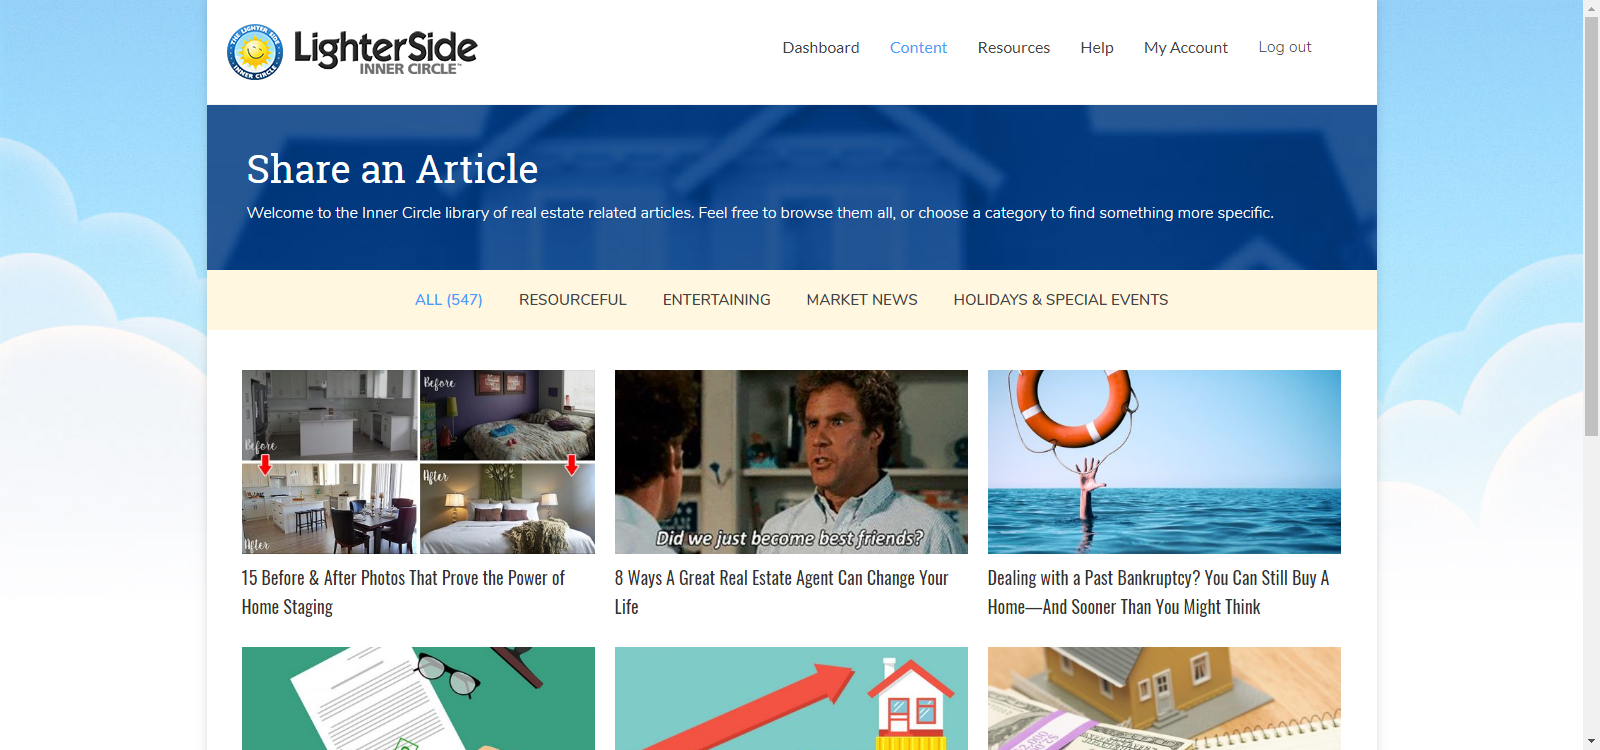 THE LIGHTER SIDE
INNER CIRCLE
LighterSide
INNER CIRCLE™
Dashboard
Content
Resources
Help
My Account
Log out
Share an Article
Welcome to the Inner Circle library of real estate related articles. Feel free to browse them all, or choose a category to find something more specific.
ALL (547)
RESOURCEFUL
ENTERTAINING
MARKET NEWS
HOLIDAYS & SPECIAL EVENTS
Before
Before
After
After
Did we just become best friends?
15 Before & After Photos That Prove the Power of
Home Staging
8 Ways A Great Real Estate Agent Can Change Your
Life
Dealing with a Past Bankruptcy? You Can Still Buy A
Home—And Sooner Than You Might Think